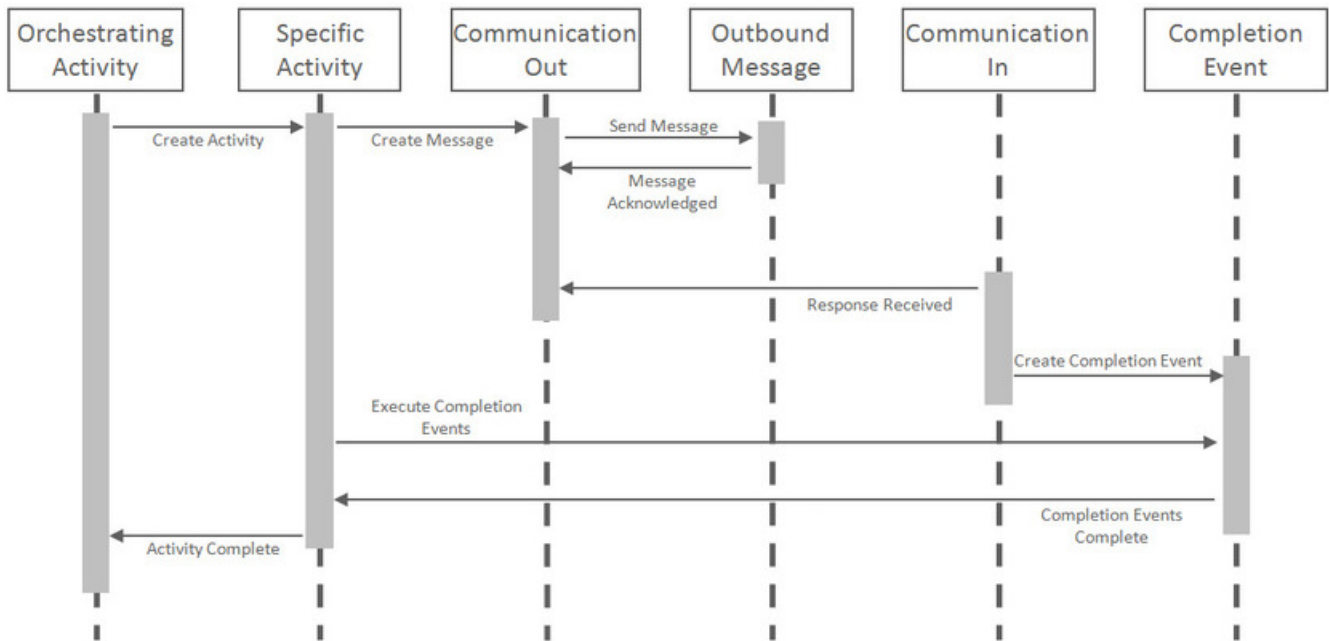 Orchestrating
Activity
Specific
Activity
Communication
Out
Outbound
Message
Communication
In
Completion
Event
Create Activity
Create Message
Send Message
Message
Acknowledged
Response Received
Create Completion Event
Execute Completion
Events
Completion Events
Complete
Activity Complete